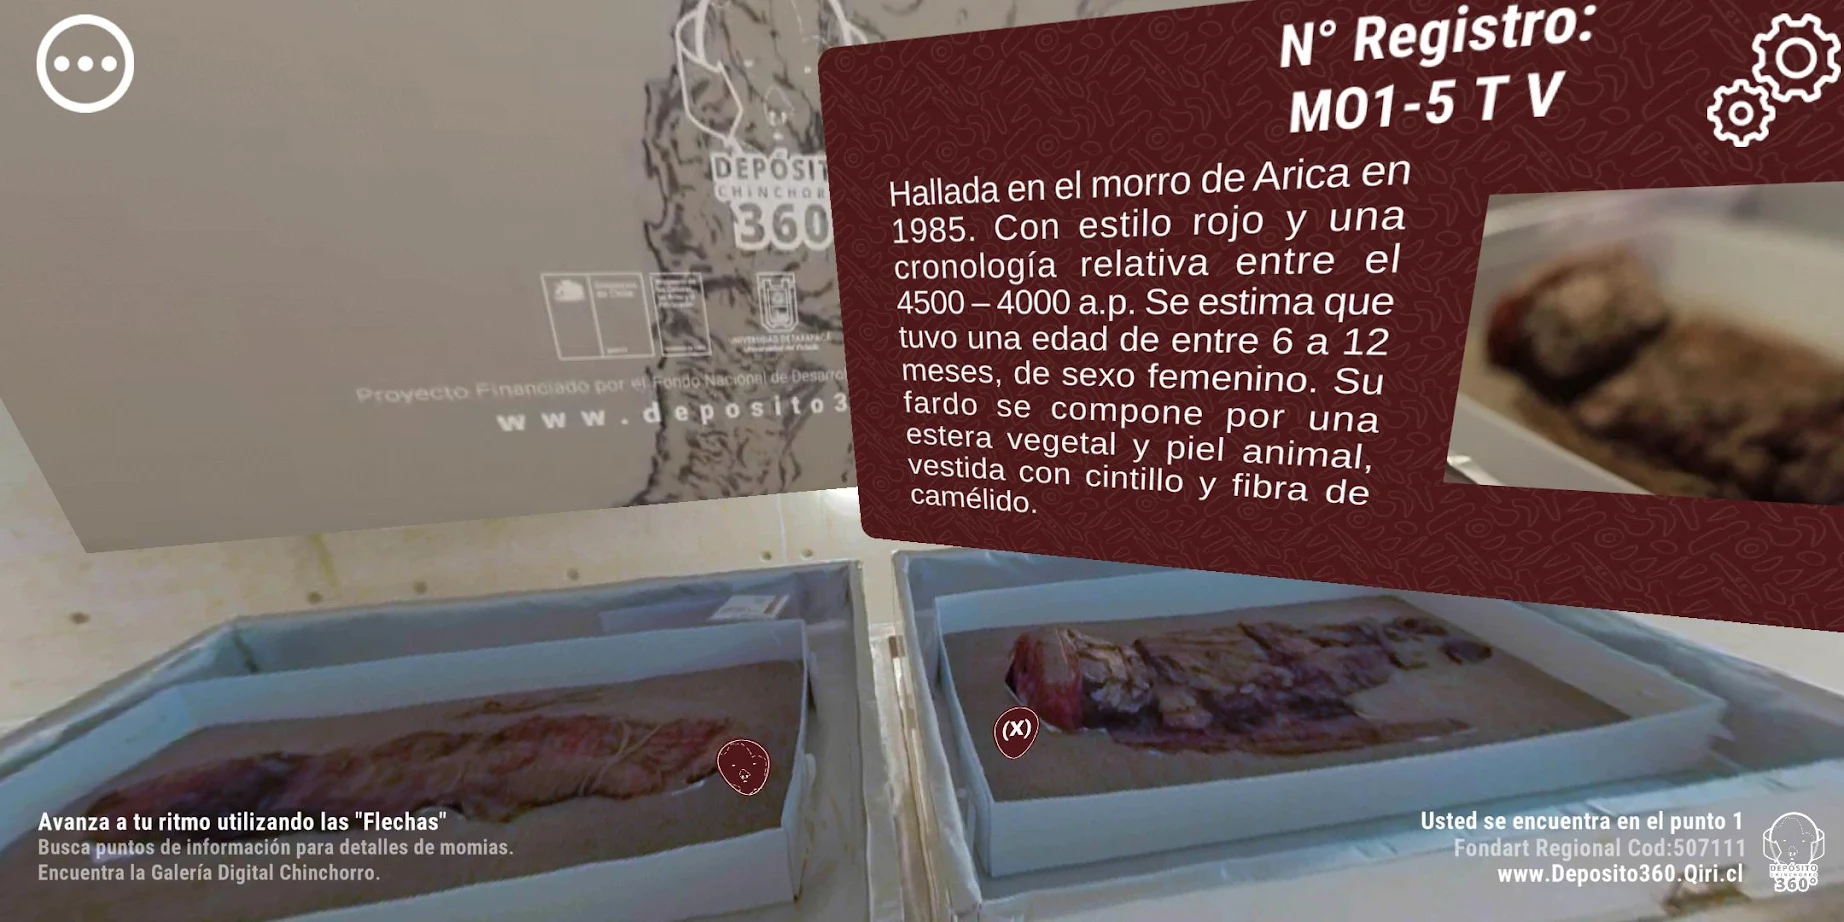 N° Registro:
MO1-5 T V
Hallada en el morro de Arica en
1985. Con estilo rojo y una
cronología relativa entre el
4500 – 4000 a.p. Se estima que
tuvo una edad de entre 6 a 12
meses, de sexo femenino. Su
fardo se compone por una
estera vegetal y piel animal,
vestida con cintillo y fibra de
camélido.
DEPÓSIT
CHINCHOR
360
Proyecto Financiado por el Fondo Nacional de Desarro
www.deposito3
(X)
Avanza a tu ritmo utilizando las "Flechas"
Busca puntos de información para detalles de momias.
Encuentra la Galería Digital Chinchorro.
Usted se encuentra en el punto 1
Fondart Regional Cod:507111
www.Deposito360.Qiri.cl
DEPÓSITO
CHINCHORRO
360°